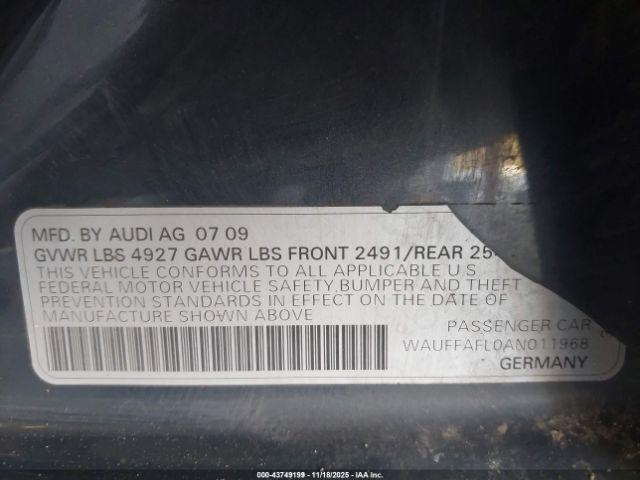 MFD. BY AUDI AG 07 09
GVWR LBS 4927 GAWR LBS FRONT 2491/REAR 25
THIS VEHICLE CONFORMS TO ALL APPLICABLE U.S
FEDERAL MOTOR VEHICLE SAFETY,BUMPER AND THEFT
PREVENTION STANDARDS IN EFFECT ON THE DATE OF
MANUFACTURE SHOWN ABOVE
PASSENGER CAR
WAUFFAFL0AN011968
GERMANY
000-43749199 - 11/18/2025 - IAA Inc.